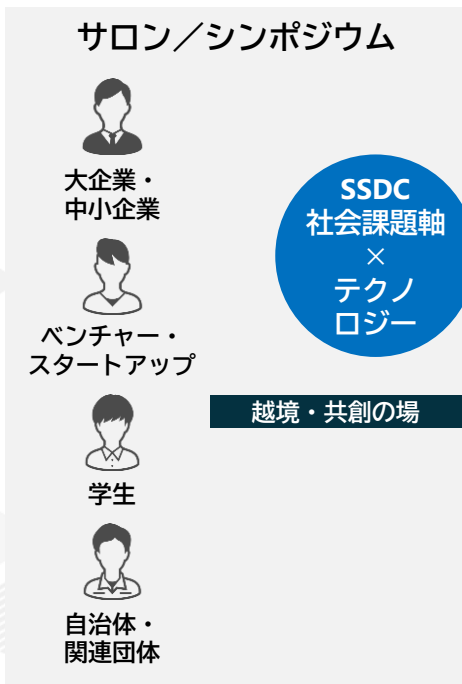 サロン／シンポジウム
大企業・
中小企業
ベンチャー・
スタートアップ
学生
自治体・
関連団体
SSDC
社会課題軸
×
テクノ
ロジー
越境・共創の場